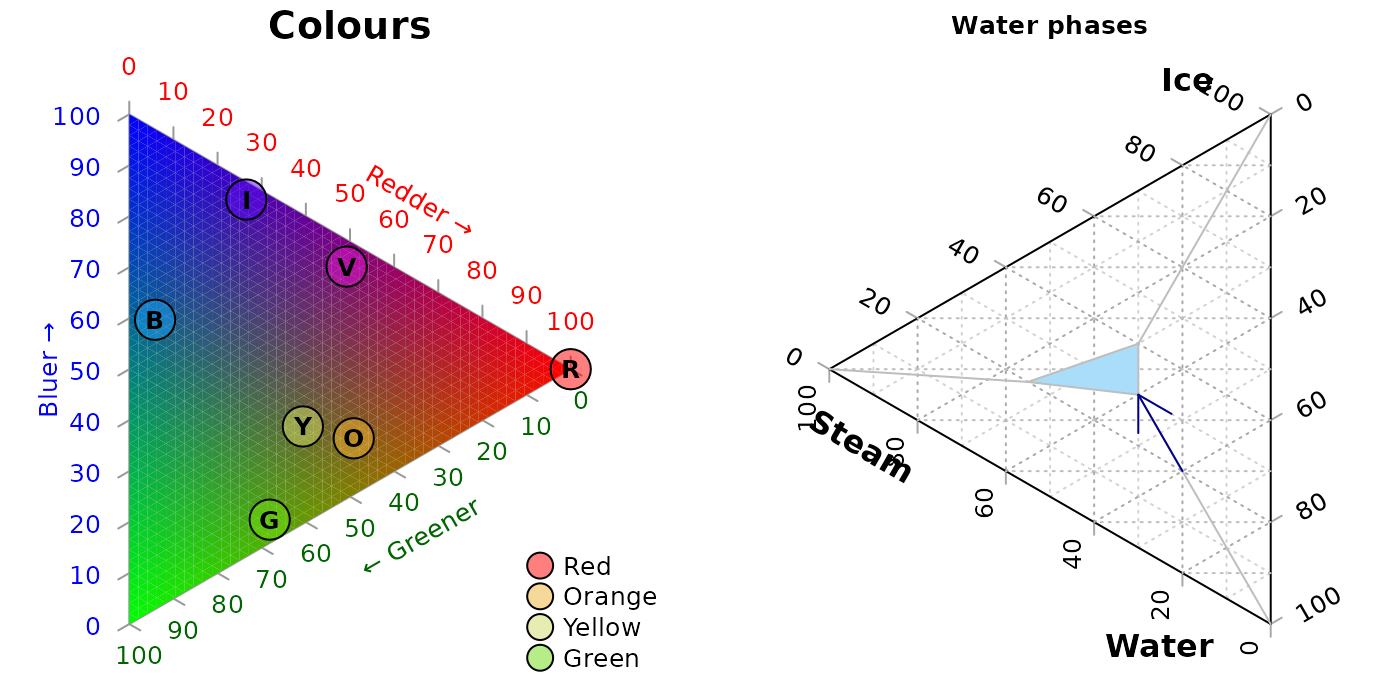 Colours
0
10
20
30
40
50
60
70
80
90
100
Redder →
100
90
80
70
60
50
40
30
20
10
0
Bluer →
I
V
B
R
Y
O
G
0
10
20
30
40
50
60
70
80
90
100
← Greener
Red
Orange
Yellow
Green
Water phases
Ice
100
80
60
40
20
0
0
20
40
60
80
100
100
80
60
40
20
0
Steam
Water